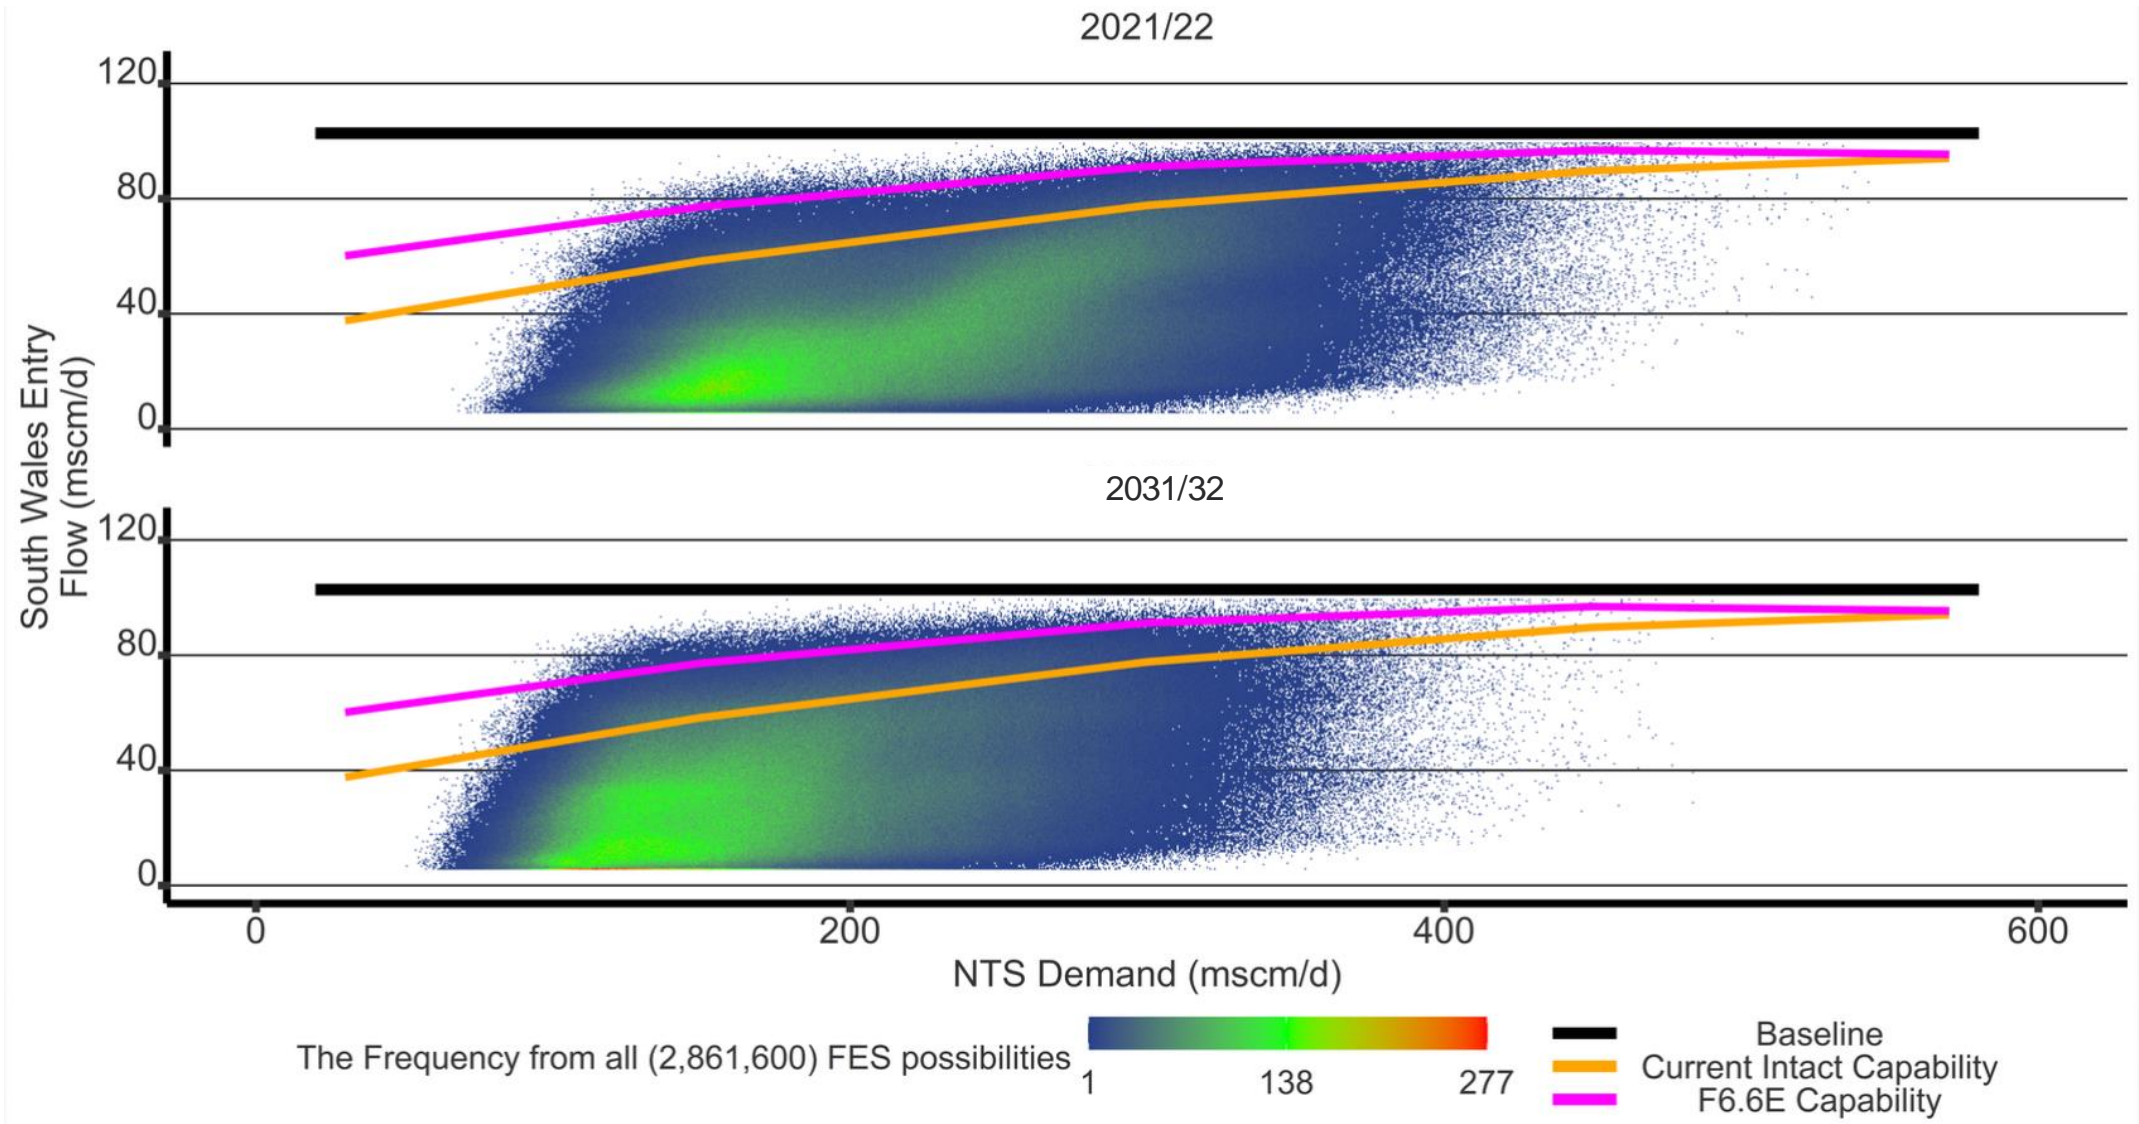 2021/22
120
80
40
0
South Wales Entry
Flow (mscm/d)
2031/32
120
80
40
0
0 200 400 600
NTS Demand (mscm/d)
The Frequency from all (2,861,600) FES possibilities
1 138 277
Baseline
Current Intact Capability
F6.6E Capability